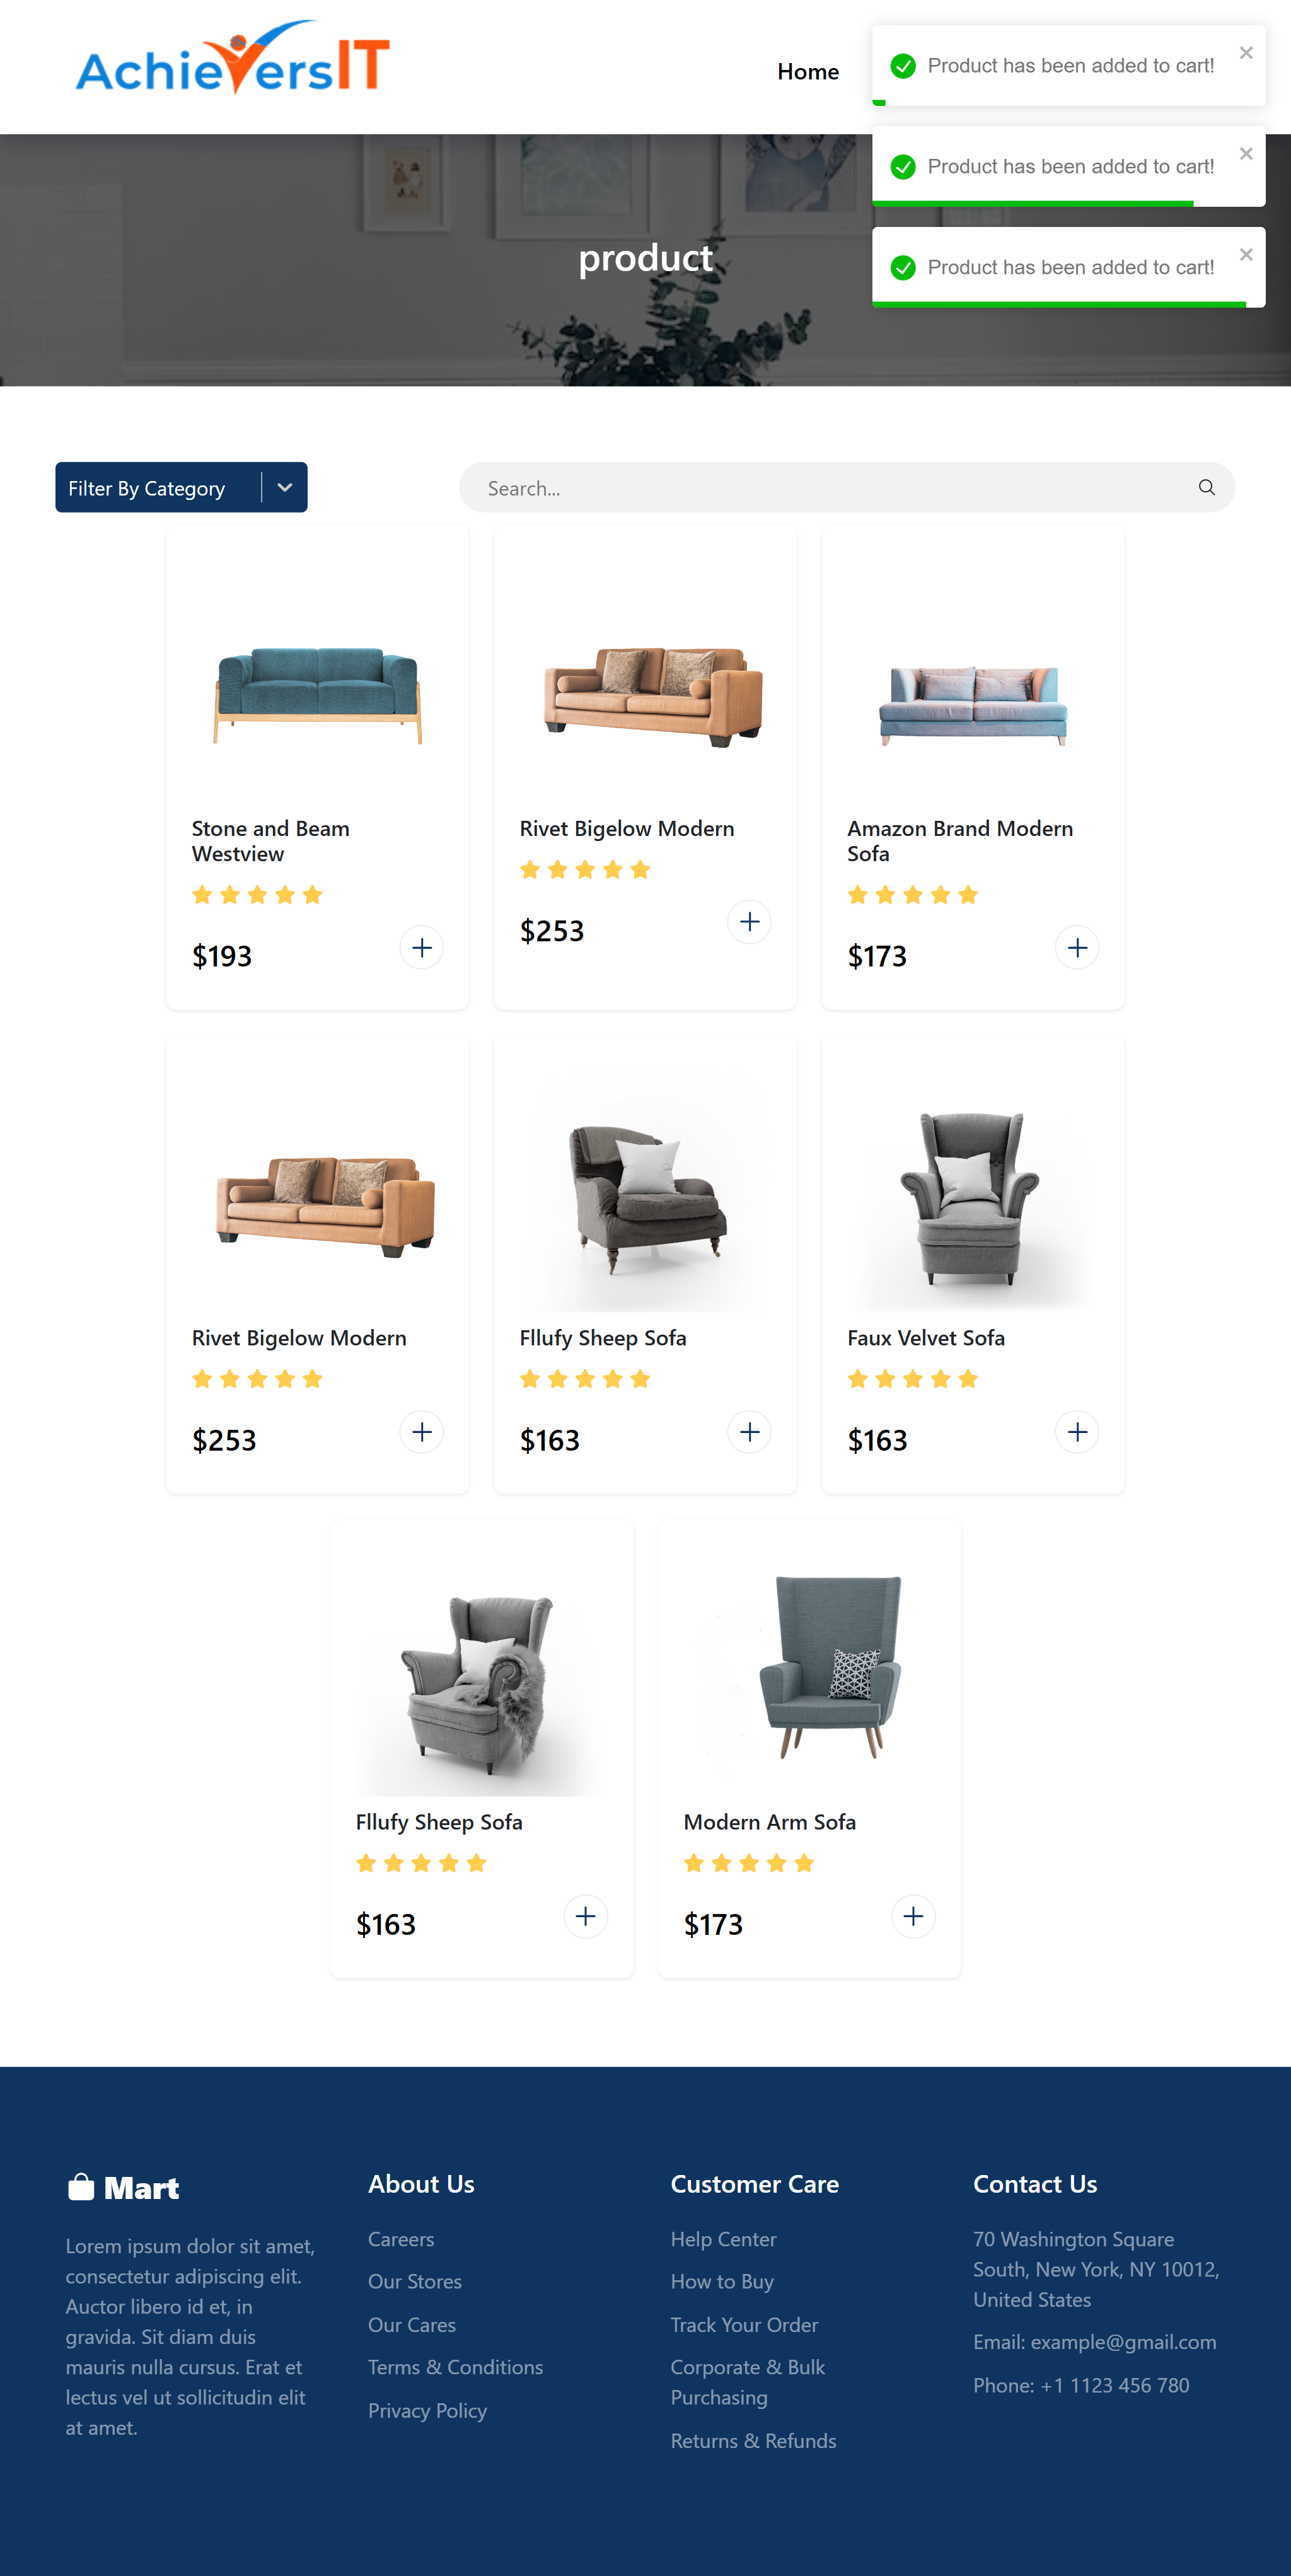 AchieversIT
Home
Product has been added to cart!
Product has been added to cart!
Product has been added to cart!
product
Filter By Category
Search...
Stone and Beam
Westview
$193
Rivet Bigelow Modern
$253
Amazon Brand Modern
Sofa
$173
Rivet Bigelow Modern
$253
Fllufy Sheep Sofa
$163
Faux Velvet Sofa
$163
Fllufy Sheep Sofa
$163
Modern Arm Sofa
$173
Mart
Lorem ipsum dolor sit amet,
consectetur adipiscing elit.
Auctor libero id et, in
gravida. Sit diam duis
mauris nulla cursus. Erat et
lectus vel ut sollicitudin elit
at amet.
About Us
Careers
Our Stores
Our Cares
Terms & Conditions
Privacy Policy
Customer Care
Help Center
How to Buy
Track Your Order
Corporate & Bulk
Purchasing
Returns & Refunds
Contact Us
70 Washington Square
South, New York, NY 10012,
United States
Email: example@gmail.com
Phone: +1 1123 456 780